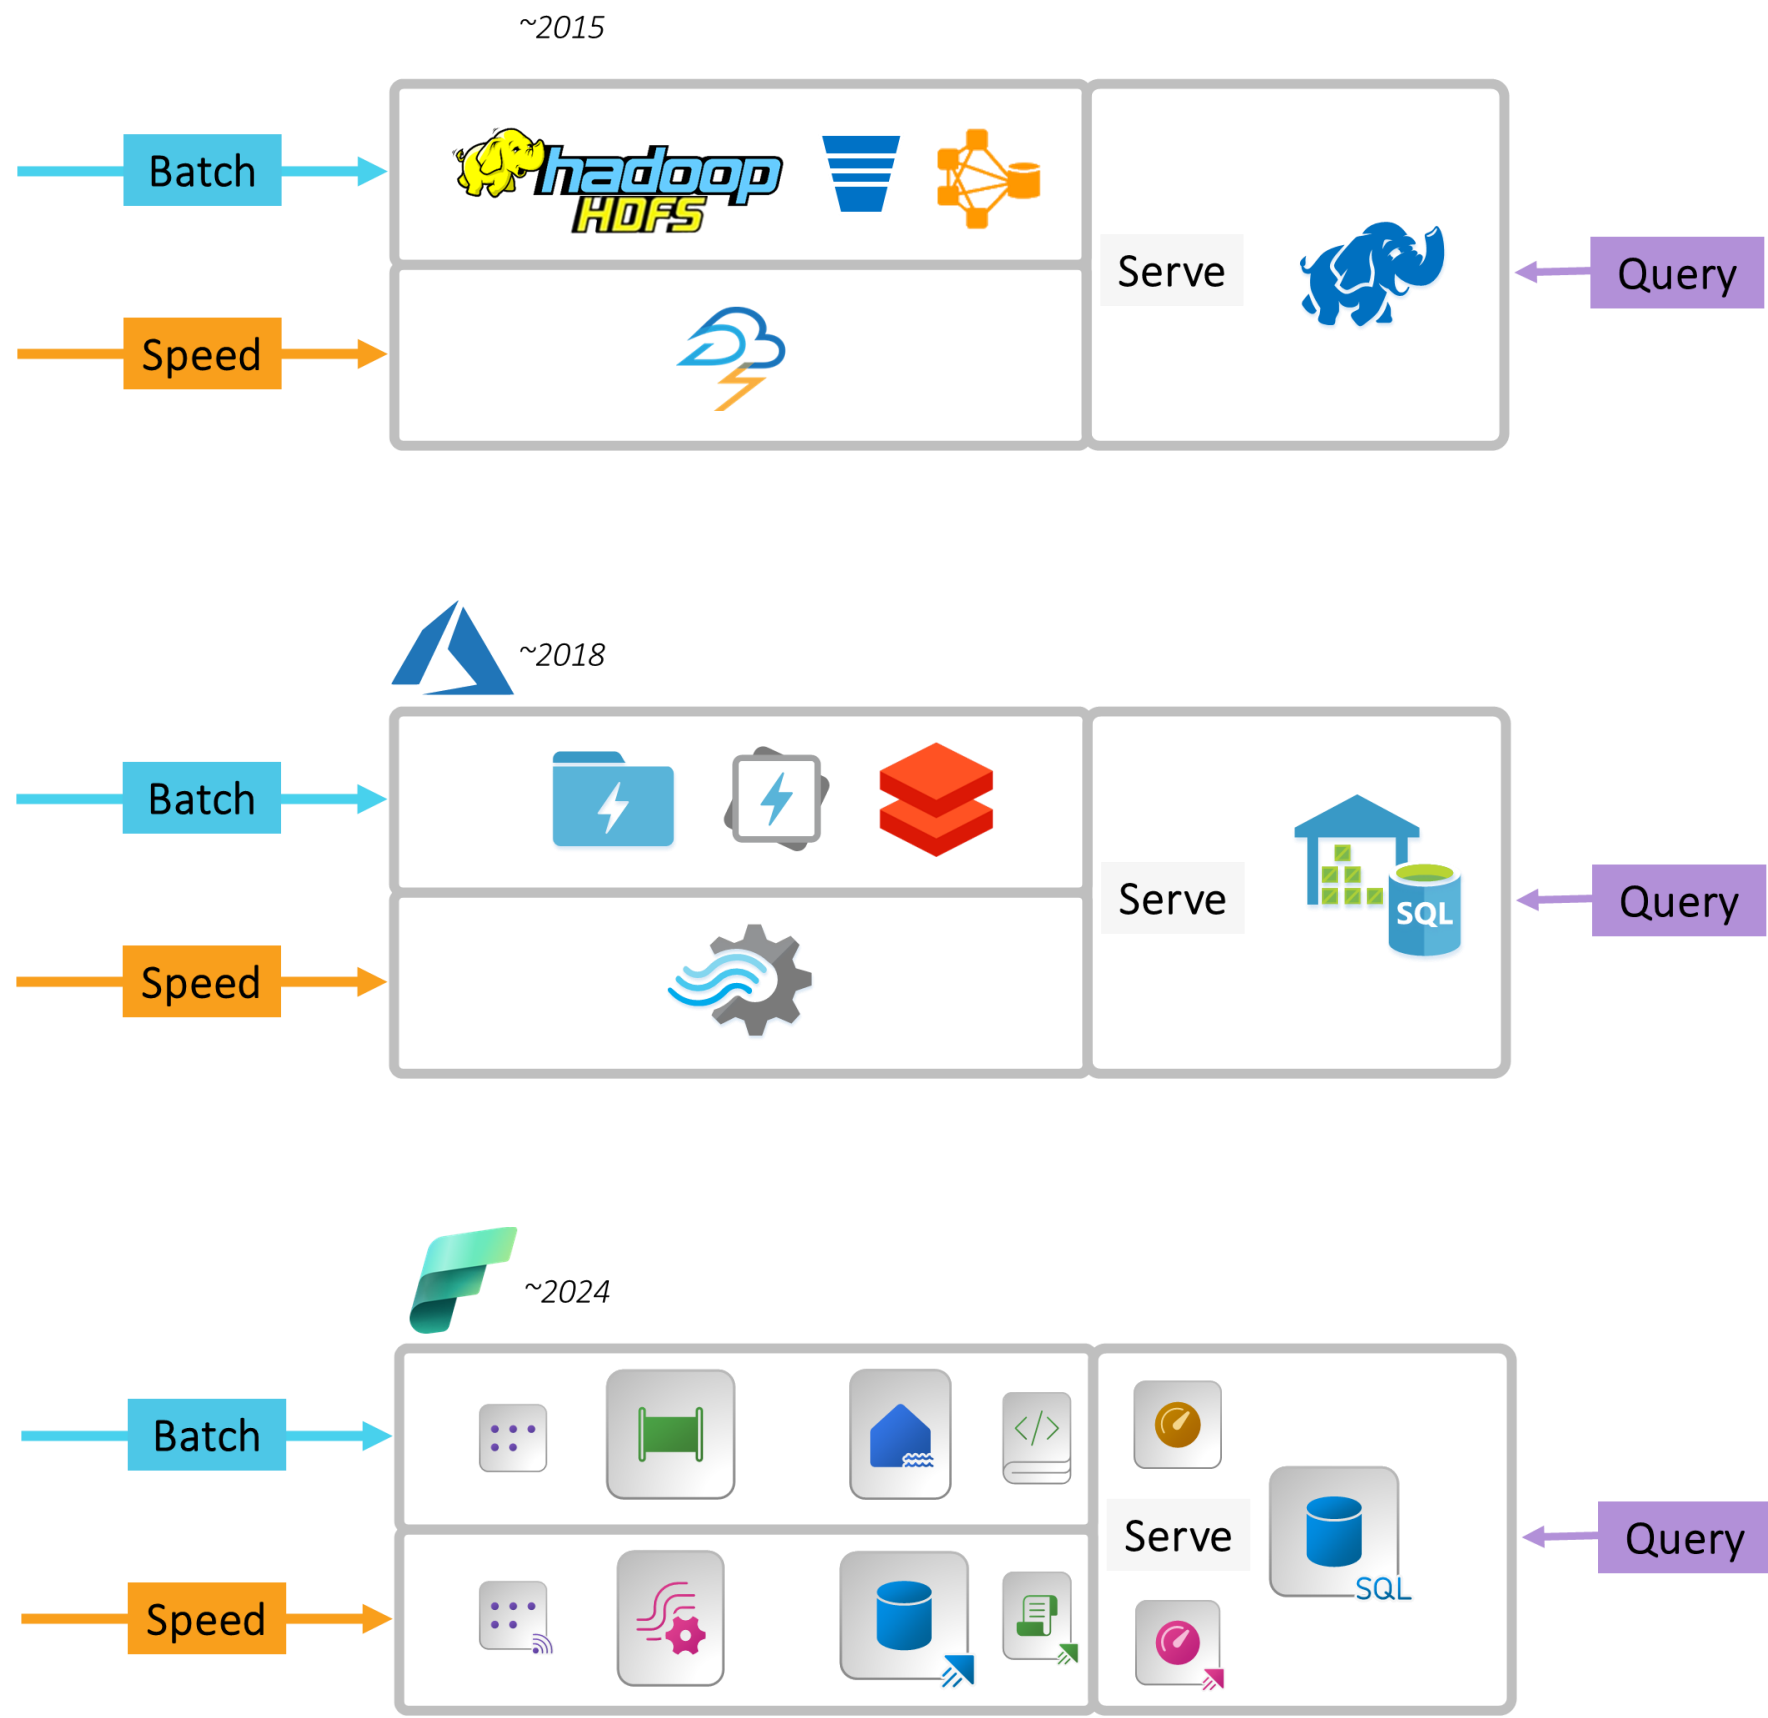 ~2015
Batch
hadoop
HDFS
Serve
Query
Speed
~2018
Batch
Serve
SQL
Query
Speed
~2024
Batch
</>
Serve
SQL
Query
Speed